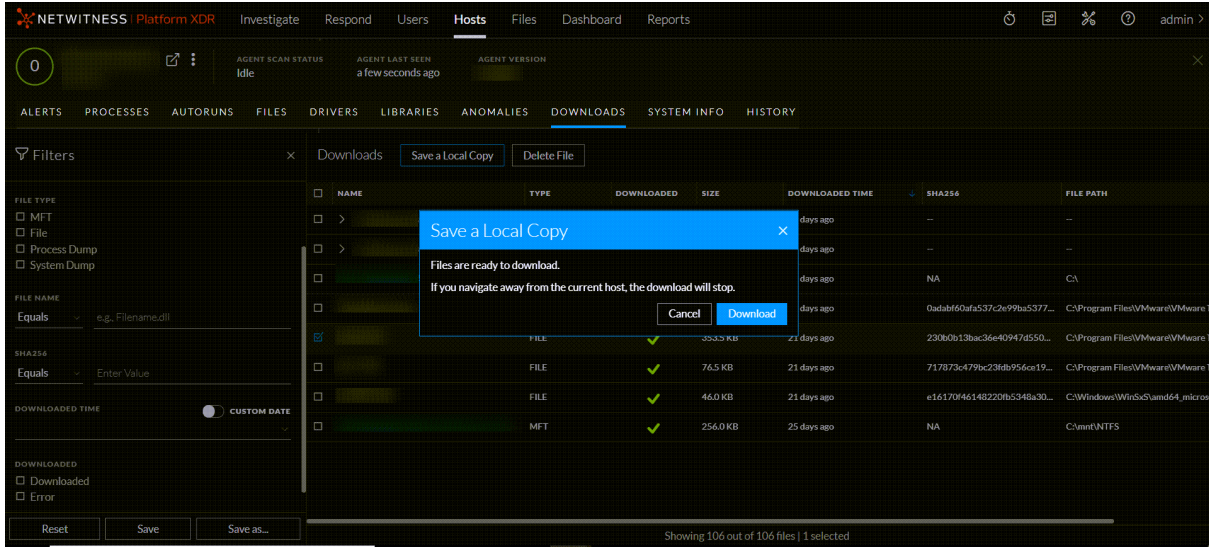 NETWITNESS Platform XDR Investigate Respond Users Hosts Files Dashboard Reports admin >
0
AGENT SCAN STATUS AGENT LAST SEEN AGENT VERSION
Idle a few seconds ago
ALERTS PROCESSES AUTORUNS FILES DRIVERS LIBRARIES ANOMALIES DOWNLOADS SYSTEM INFO HISTORY
Filters
FILE TYPE
MFT
File
Process Dump
System Dump
FILE NAME
Equals e.g., Filename.dll
SHA256
Equals Enter Value
DOWNLOADED TIME CUSTOM DATE
DOWNLOADED
Downloaded
Error
Reset Save Save as...
Downloads Save a Local Copy Delete File
NAME TYPE DOWNLOADED SIZE DOWNLOADED TIME SHA256 FILE PATH
days ago -- --
days ago -- --
days ago NA C:\
days ago 0adabf60afa537c2e99ba5377... C:\Program Files\VMware\VMware
FILE 353.5 KB 21 days ago 230b0b13bac36e40947d550... C:\Program Files\VMware\VMware
FILE 76.5 KB 21 days ago 717873c479bc23fdb956ce19... C:\Program Files\VMware\VMware
FILE 46.0 KB 21 days ago e16170f46148220fb5348a30... C:\Windows\WinSxS\amd64_micros
MFT 256.0 KB 25 days ago NA C:\mnt\NTFS
Save a Local Copy
Files are ready to download.
If you navigate away from the current host, the download will stop.
Cancel Download
Showing 106 out of 106 files | 1 selected